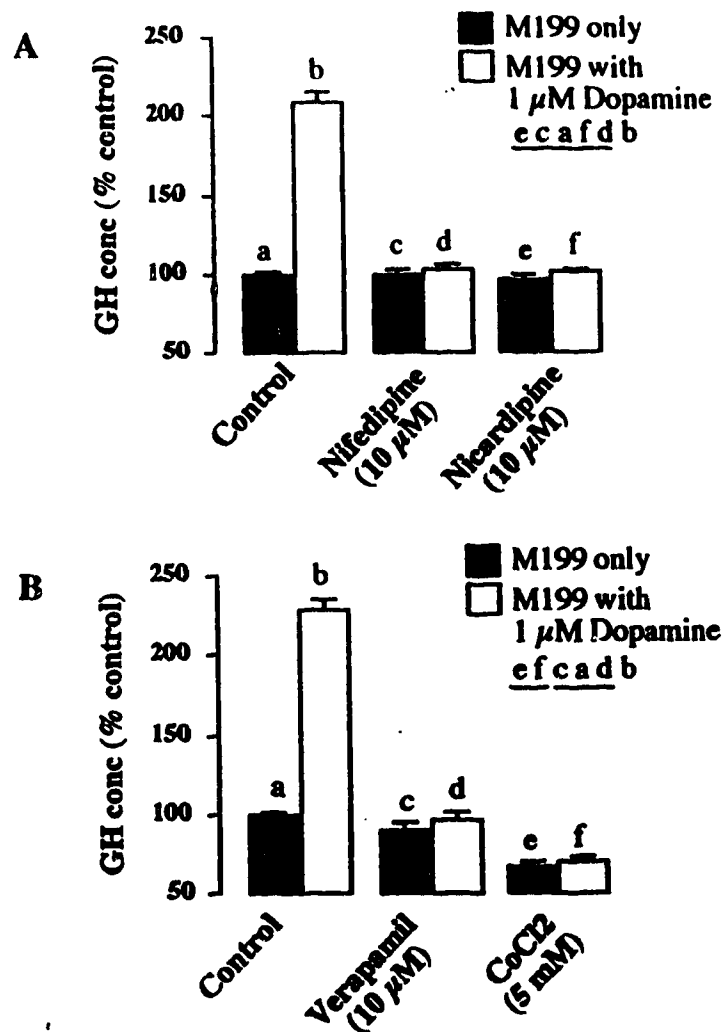 A
GH conc (% control)
250
200
150
100
50
a
b
c
d
e
f
M199 only
M199 with
1 μM Dopamine
e c a f d b
Control
Nifedipine
(10 μM)
Nicardipine
(10 μM)
B
GH conc (% control)
250
200
150
100
50
a
b
c
d
e
f
M199 only
M199 with
1 μM Dopamine
e f c a d b
Control
Verapamil
(10 μM)
CoCl2
(5 mM)